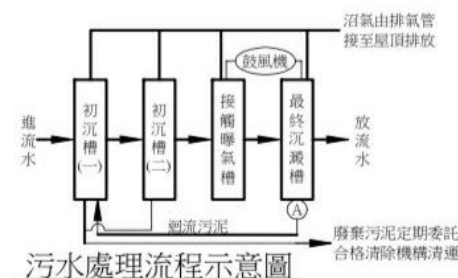 沼氣由排氣管
接至屋頂排放
鼓風機
進流水
初沉槽(一)
初沉槽(二)
接觸曝氣槽
最終沉澱槽
放流水
A
迴流污泥
廢棄污泥定期委託
合格清除機構清運
污水處理流程示意圖